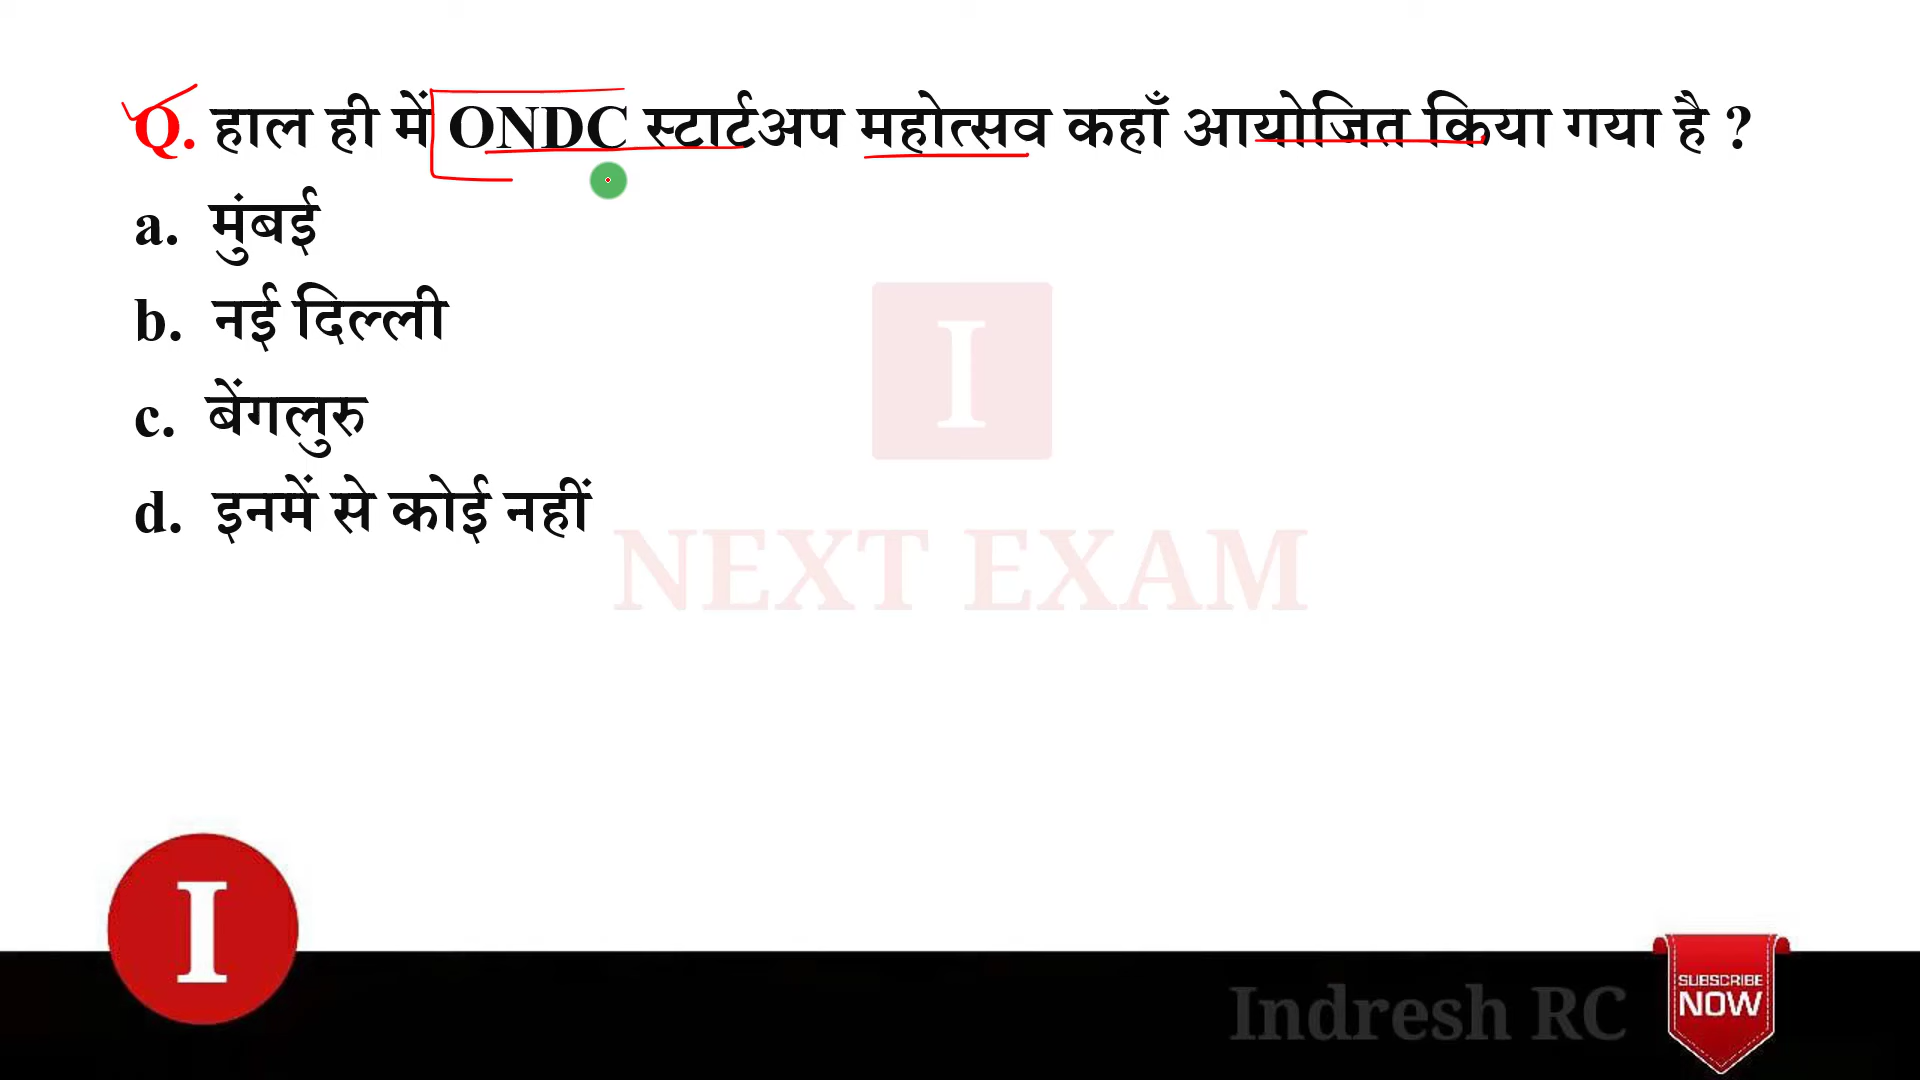 Q. हाल ही में ONDC स्टार्टअप महोत्सव कहाँ आयोजित किया गया है ?
a. मुंबई
b. नई दिल्ली
c. बेंगलुरु
d. इनमें से कोई नहीं
I
NEXT EXAM
I
Indresh RC
SUBSCRIBE
NOW